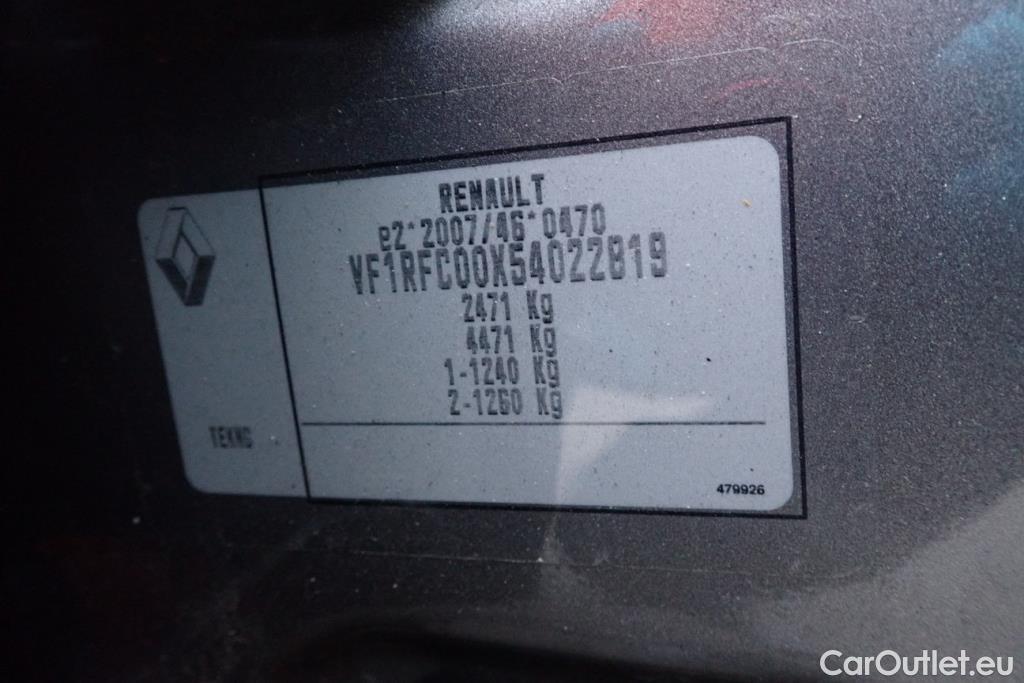 RENAULT
e2*2007/46*0470
VF1RFC00X54022819
2471 Kg
4471 Kg
1-1240 Kg
2-1260 Kg
TEKNG
479926
CarOutlet.eu